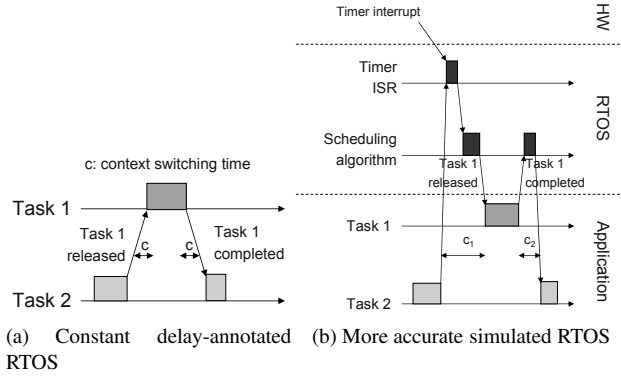 c: context switching time
Task 1
Task 1
released
c
c
Task 1
completed
Task 2
(a) Constant delay-annotated
RTOS
Timer interrupt
HW
Timer
ISR
RTOS
Scheduling
algorithm
Task 1
released
Task 1
completed
Task 1
c1
c2
Application
Task 2
(b) More accurate simulated RTOS